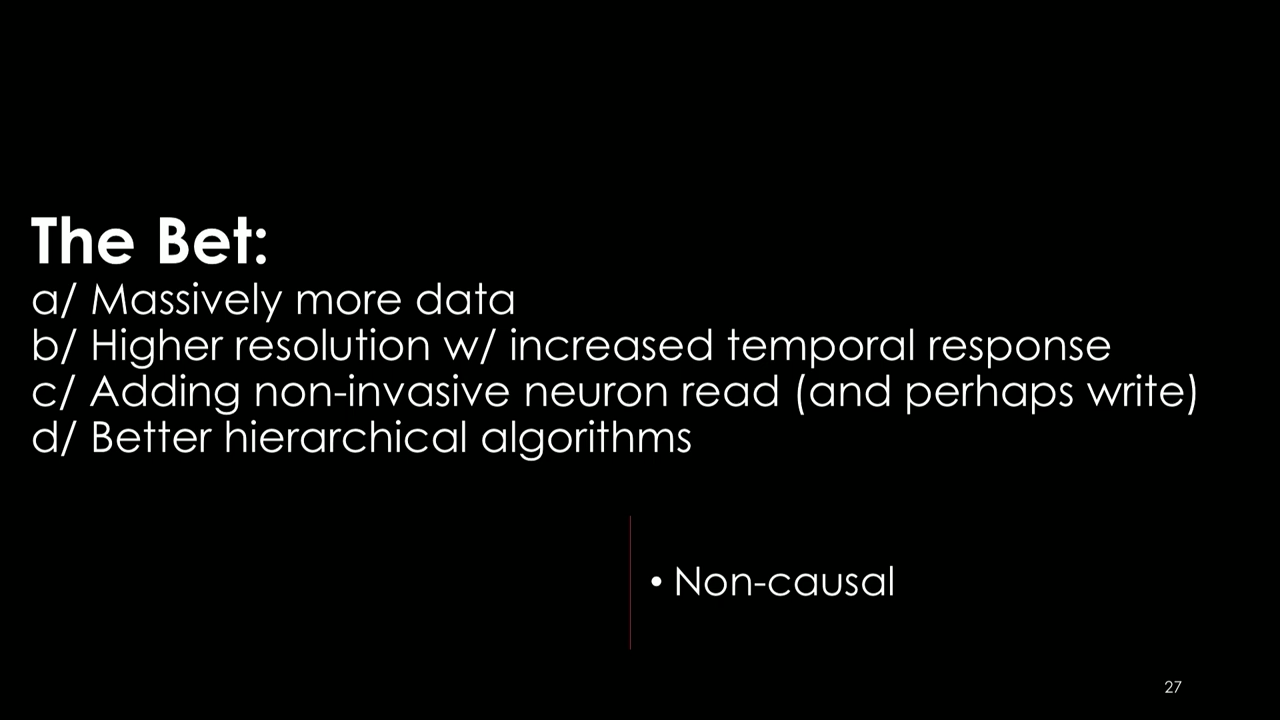 The Bet:
a/ Massively more data
b/ Higher resolution w/ increased temporal response
c/ Adding non-invasive neuron read (and perhaps write)
d/ Better hierarchical algorithms
• Non-causal
27